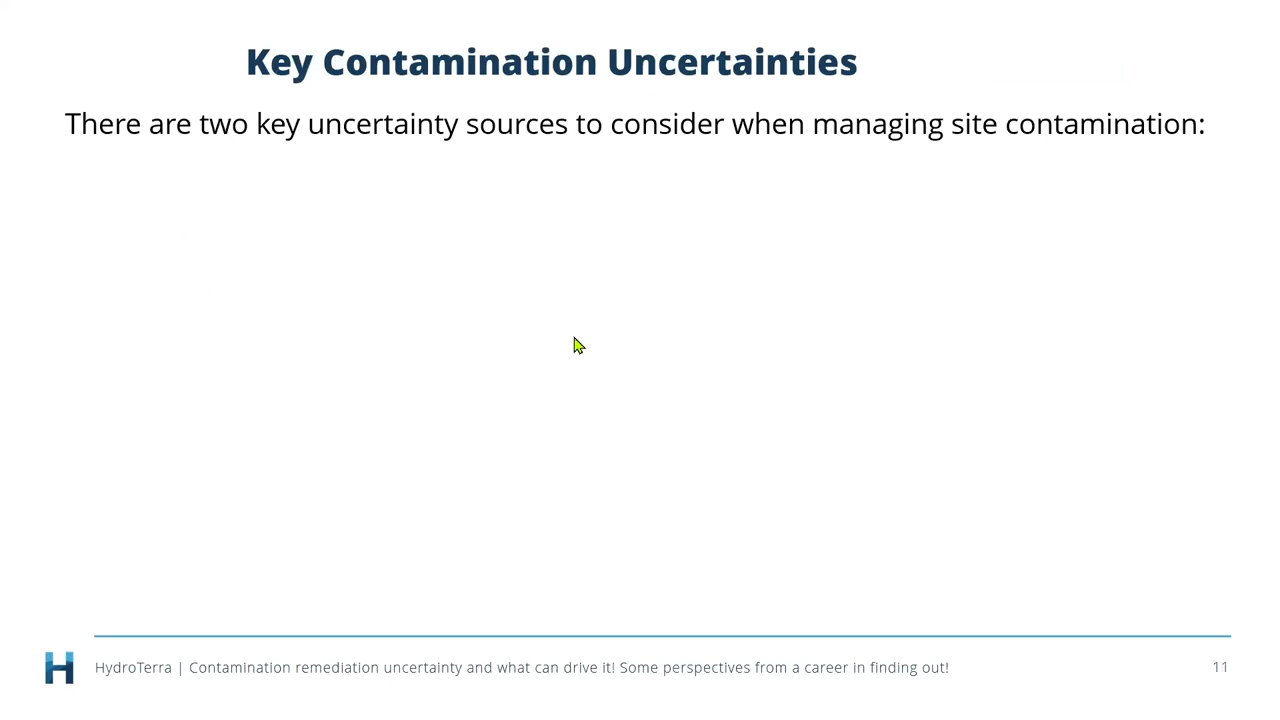 Key Contamination Uncertainties
There are two key uncertainty sources to consider when managing site contamination:
HydroTerra | Contamination remediation uncertainty and what can drive it! Some perspectives from a career in finding out!
11